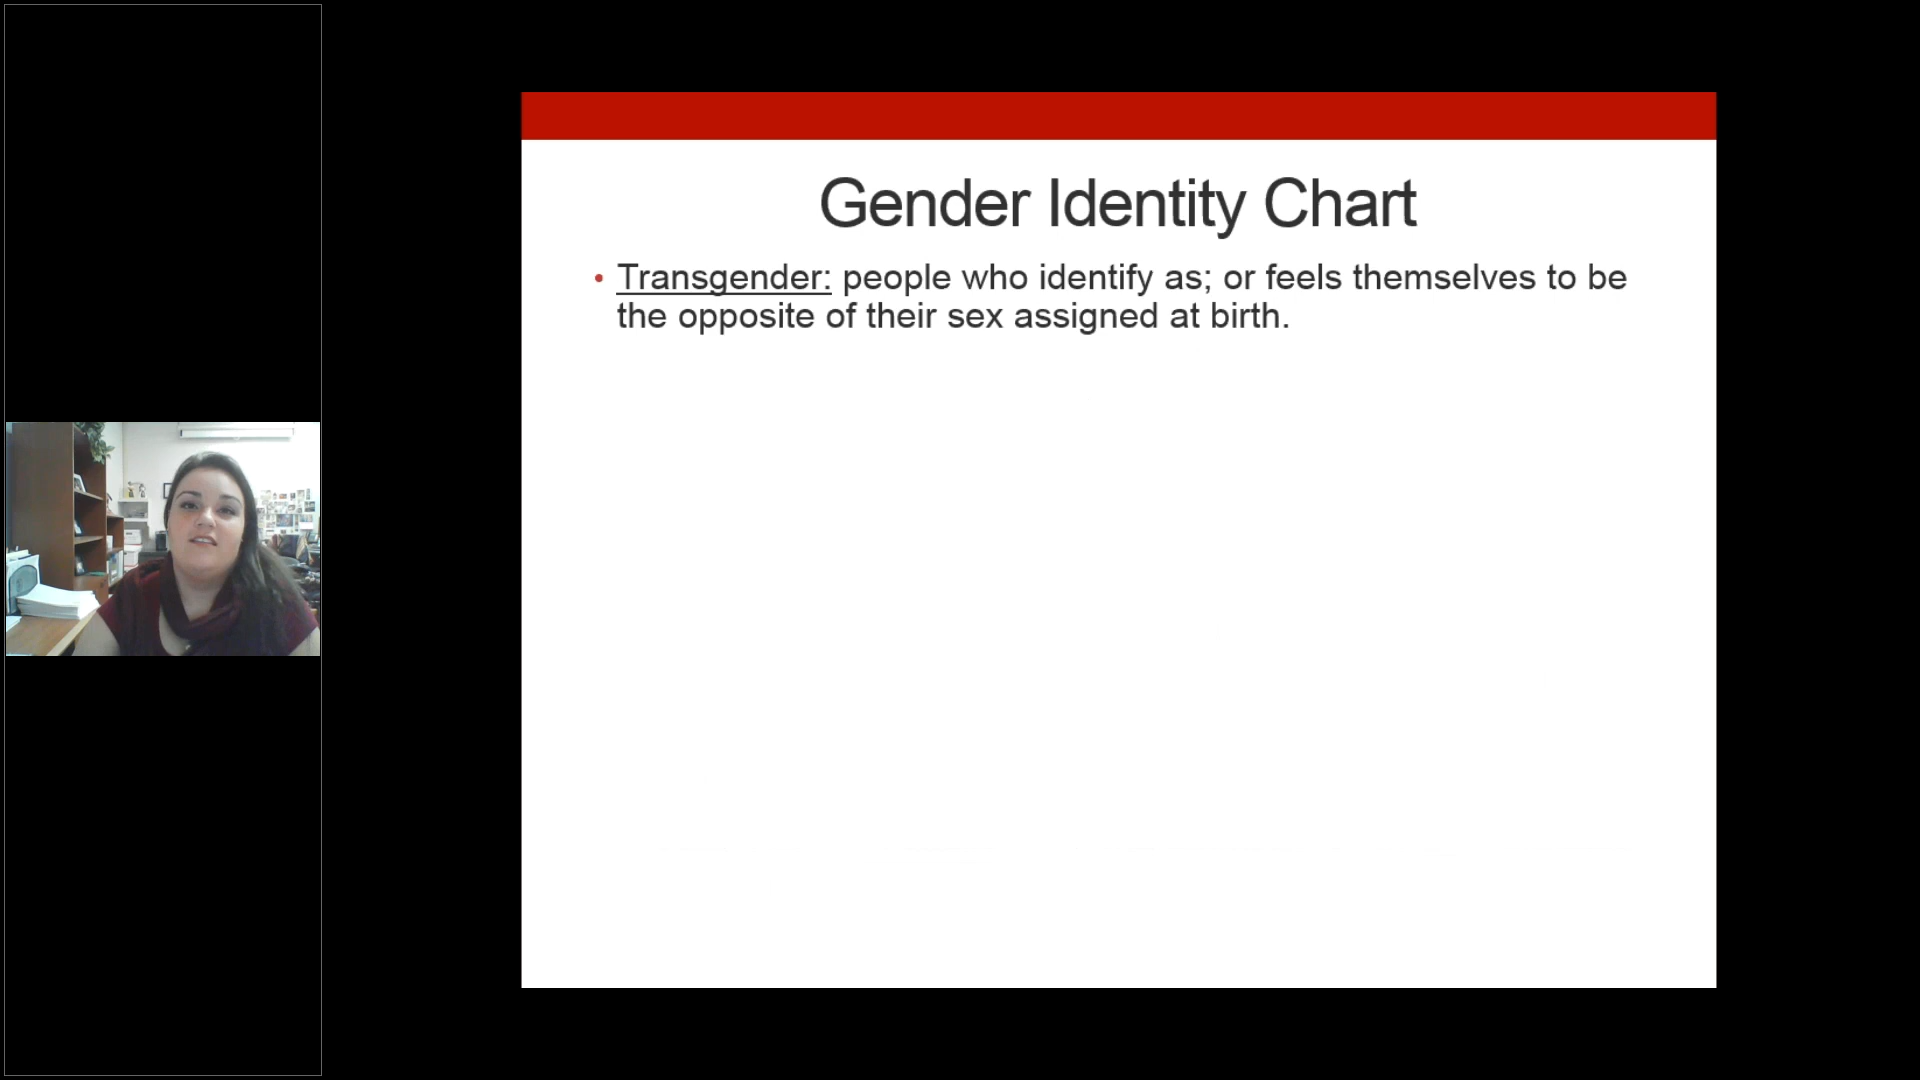 Gender Identity Chart
• Transgender: people who identify as; or feels themselves to be
the opposite of their sex assigned at birth.